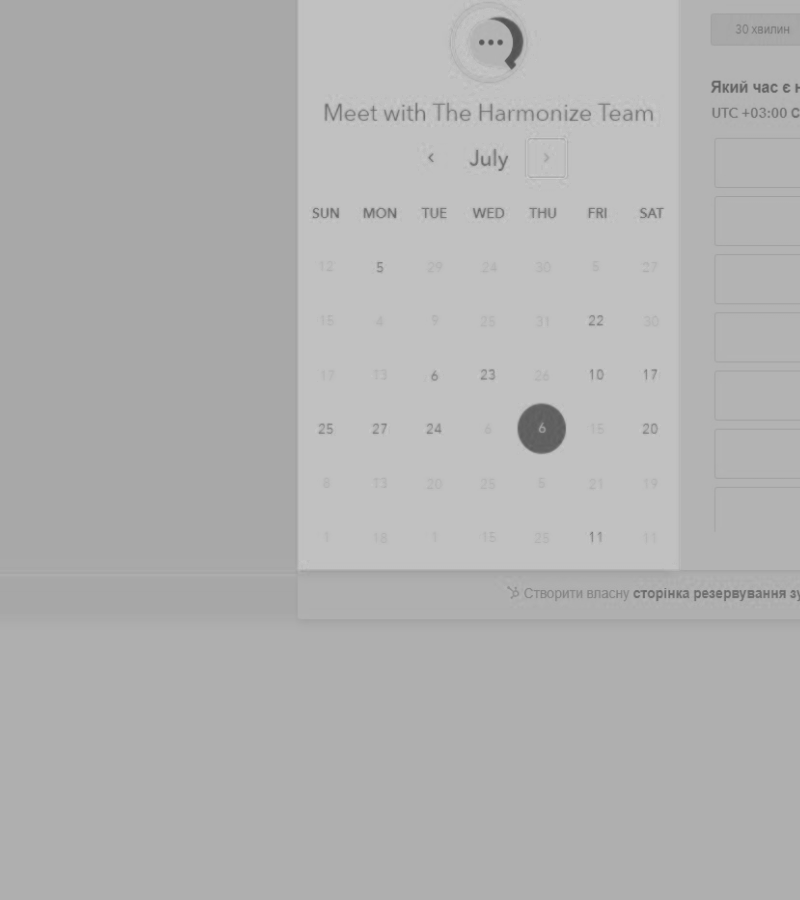 Meet with The Harmonize Team
July
SUN MON TUE WED THU FRI SAT
12 5 29 24 30 5 27
15 4 9 25 31 22 30
17 13 6 23 26 10 17
25 27 24 6 6 15 20
8 13 20 25 5 21 19
1 18 1 15 25 11 11
30 хвилин
Який час є
UTC +03:00
Створити власну сторінка резервування